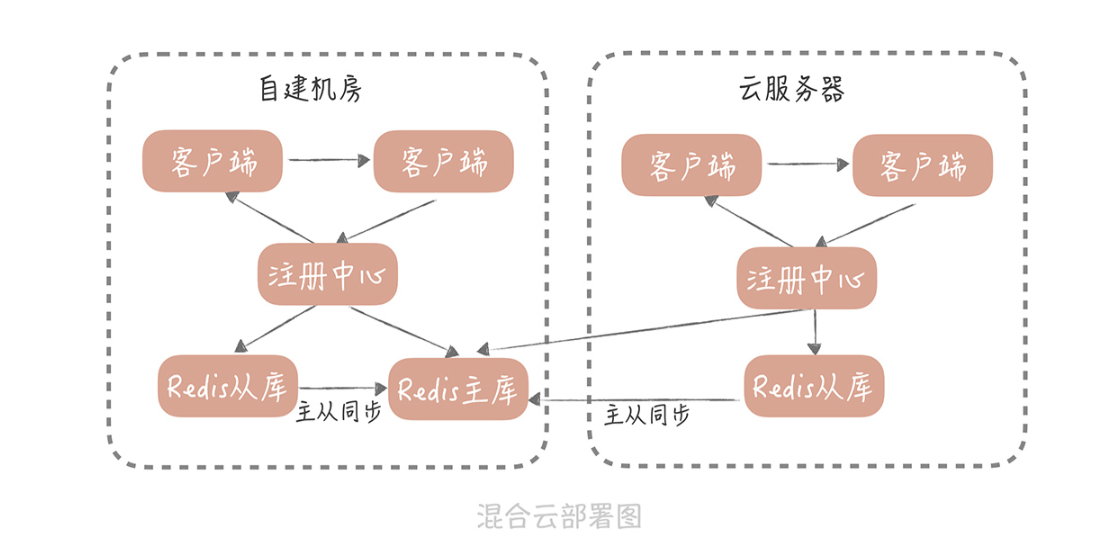 自建机房
云服务器
客户端
客户端
客户端
客户端
注册中心
注册中心
Redis从库
Redis主库
Redis从库
主从同步
主从同步
混合云部署图